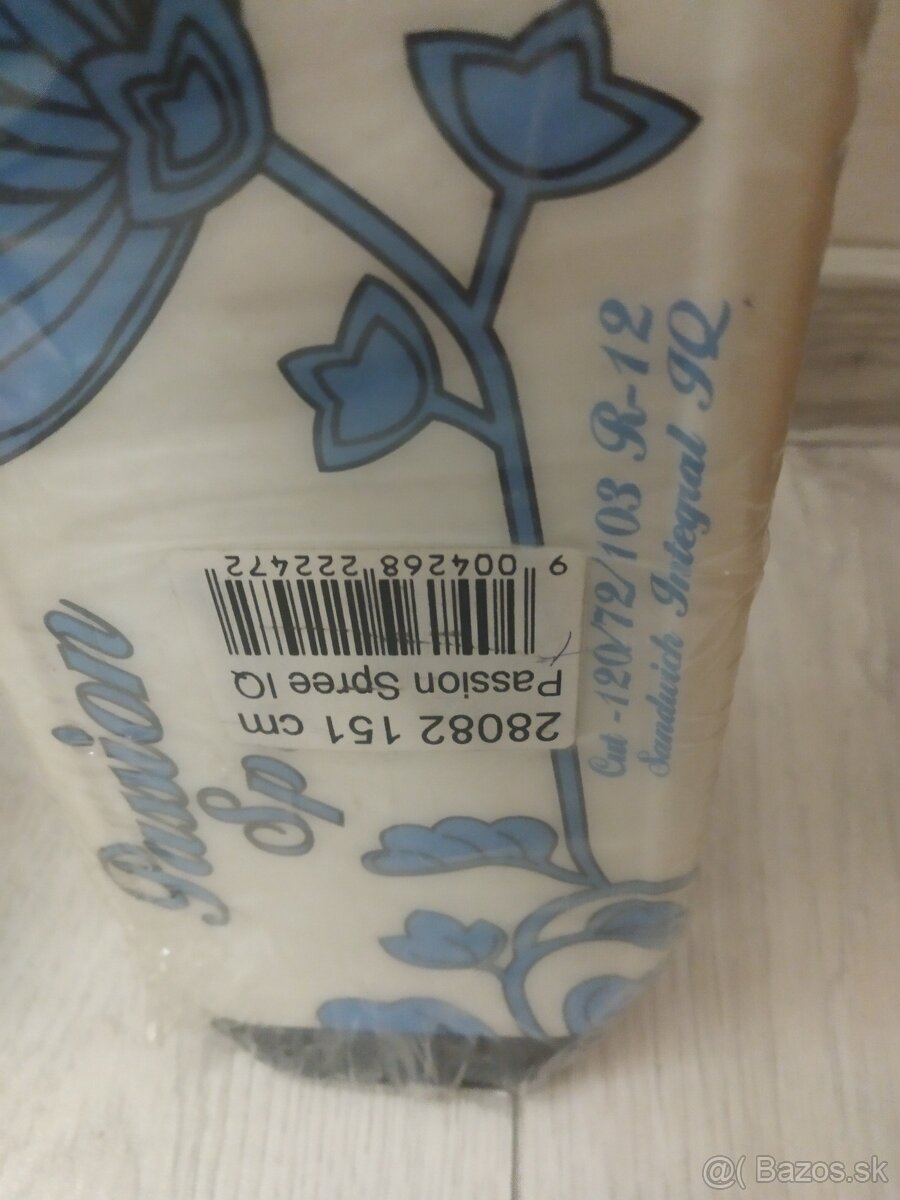 Passion
Sp
28082 151 cm
Passion Spree IQ
9 004268 222472
Cut -120/72/103 R-12
Sandwich Integral IQ
@( Bazos.sk